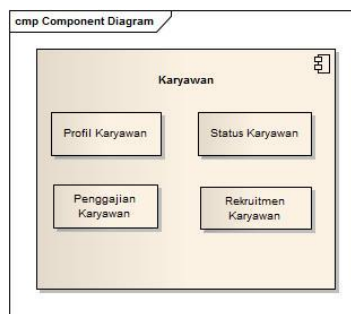 cmp Component Diagram
Karyawan
Profil Karyawan
Status Karyawan
Penggajian
Karyawan
Rekruitmen
Karyawan